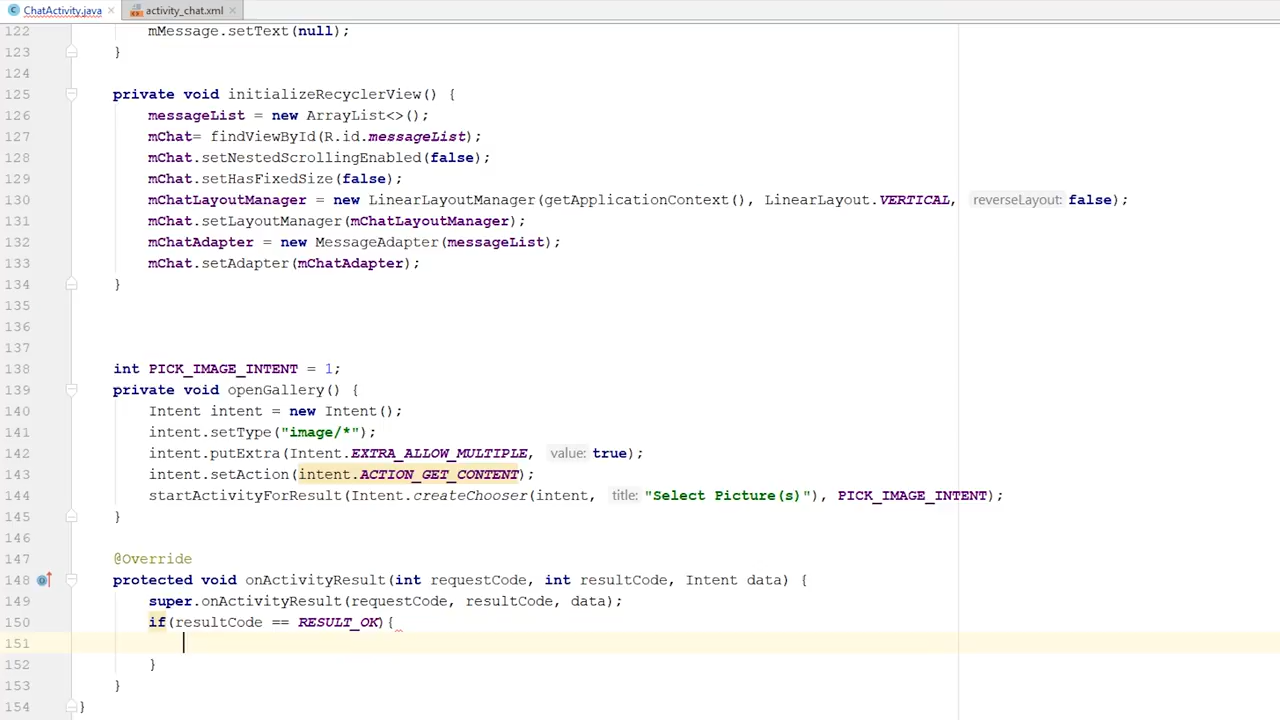 ChatActivity.java activity_chat.xml
122 mMessage.setText(null);
123 }
124
125 private void initializeRecyclerView() {
126 messageList = new ArrayList<>();
127 mChat= findViewById(R.id.messageList);
128 mChat.setNestedScrollingEnabled(false);
129 mChat.setHasFixedSize(false);
130 mChatLayoutManager = new LinearLayoutManager(getApplicationContext(), LinearLayout.VERTICAL, reverseLayout: false);
131 mChat.setLayoutManager(mChatLayoutManager);
132 mChatAdapter = new MessageAdapter(messageList);
133 mChat.setAdapter(mChatAdapter);
134 }
135
136
137
138 int PICK_IMAGE_INTENT = 1;
139 private void openGallery() {
140 Intent intent = new Intent();
141 intent.setType("image/*");
142 intent.putExtra(Intent.EXTRA_ALLOW_MULTIPLE, value: true);
143 intent.setAction(intent.ACTION_GET_CONTENT);
144 startActivityForResult(Intent.createChooser(intent, title: "Select Picture(s)"), PICK_IMAGE_INTENT);
145 }
146
147 @Override
148 protected void onActivityResult(int requestCode, int resultCode, Intent data) {
149 super.onActivityResult(requestCode, resultCode, data);
150 if(resultCode == RESULT_OK){
151
152 }
153 }
154 }